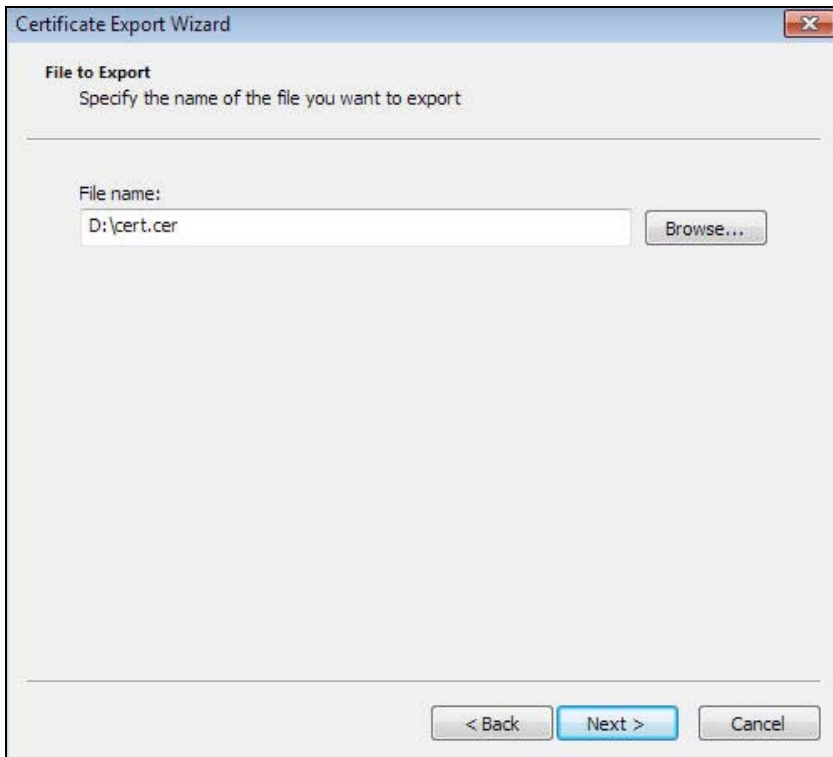 Certificate Export Wizard
File to Export
Specify the name of the file you want to export
File name:
D:\cert.cer
Browse...
< Back
Next >
Cancel